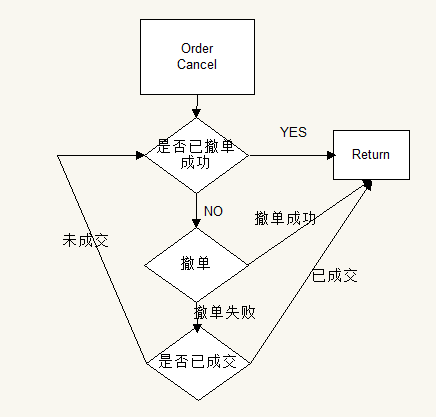 Order
Cancel
是否已撤单
成功
YES
Return
NO
撤单成功
未成交
撤单
已成交
撤单失败
是否已成交